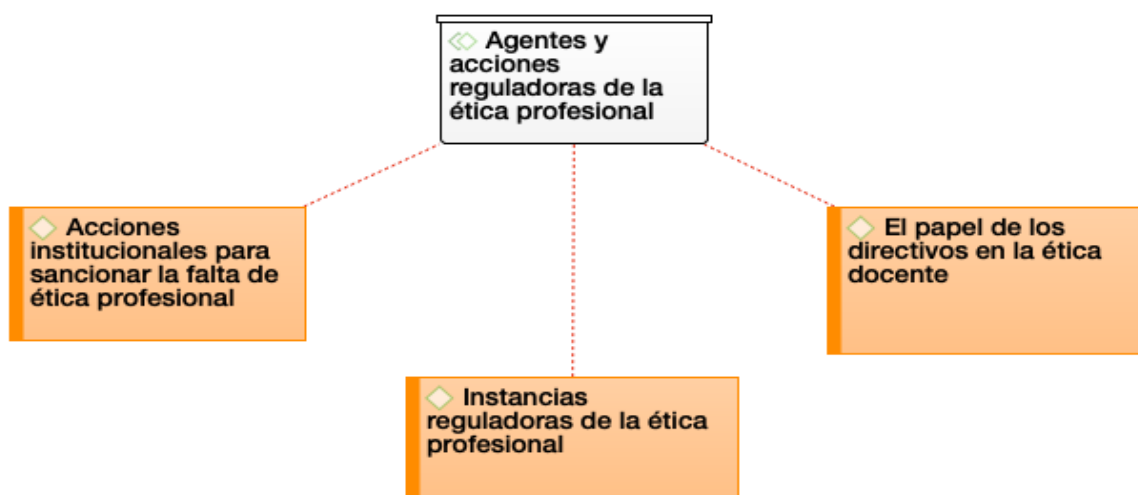 Agentes y
acciones
reguladoras de la
ética profesional
Acciones
institucionales para
sancionar la falta de
ética profesional
El papel de los
directivos en la ética
docente
Instancias
reguladoras de la ética
profesional